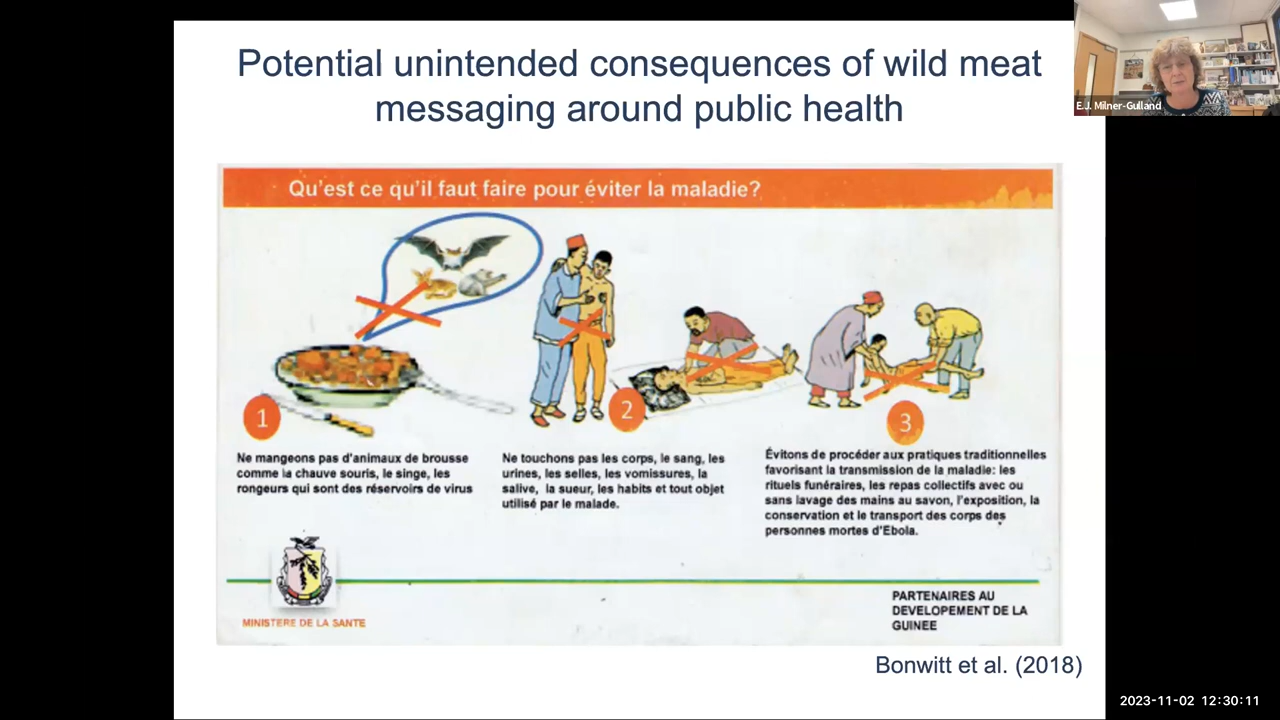 Potential unintended consequences of wild meat
messaging around public health
E.J. Milner-Gulland
Qu'est ce qu'il faut faire pour éviter la maladie?
1
Ne mangeons pas d'animaux de brousse
comme la chauve souris, le singe, les
rongeurs qui sont des réservoirs de virus
2
Ne touchons pas les corps, le sang, les
urines, les selles, les vomissures, la
salive, la sueur, les habits et tout objet
utilisé par le malade.
3
Évitons de procéder aux pratiques traditionnelles
favorisant la transmission de la maladie: les
rituels funéraires, les repas collectifs avec ou
sans lavage des mains au savon, l'exposition, la
conservation et le transport des corps des
personnes mortes d'Ebola.
MINISTERE DE LA SANTE
PARTENAIRES AU
DEVELOPEMENT DE LA
GUINEE
Bonwitt et al. (2018)
2023-11-02 12:30:11